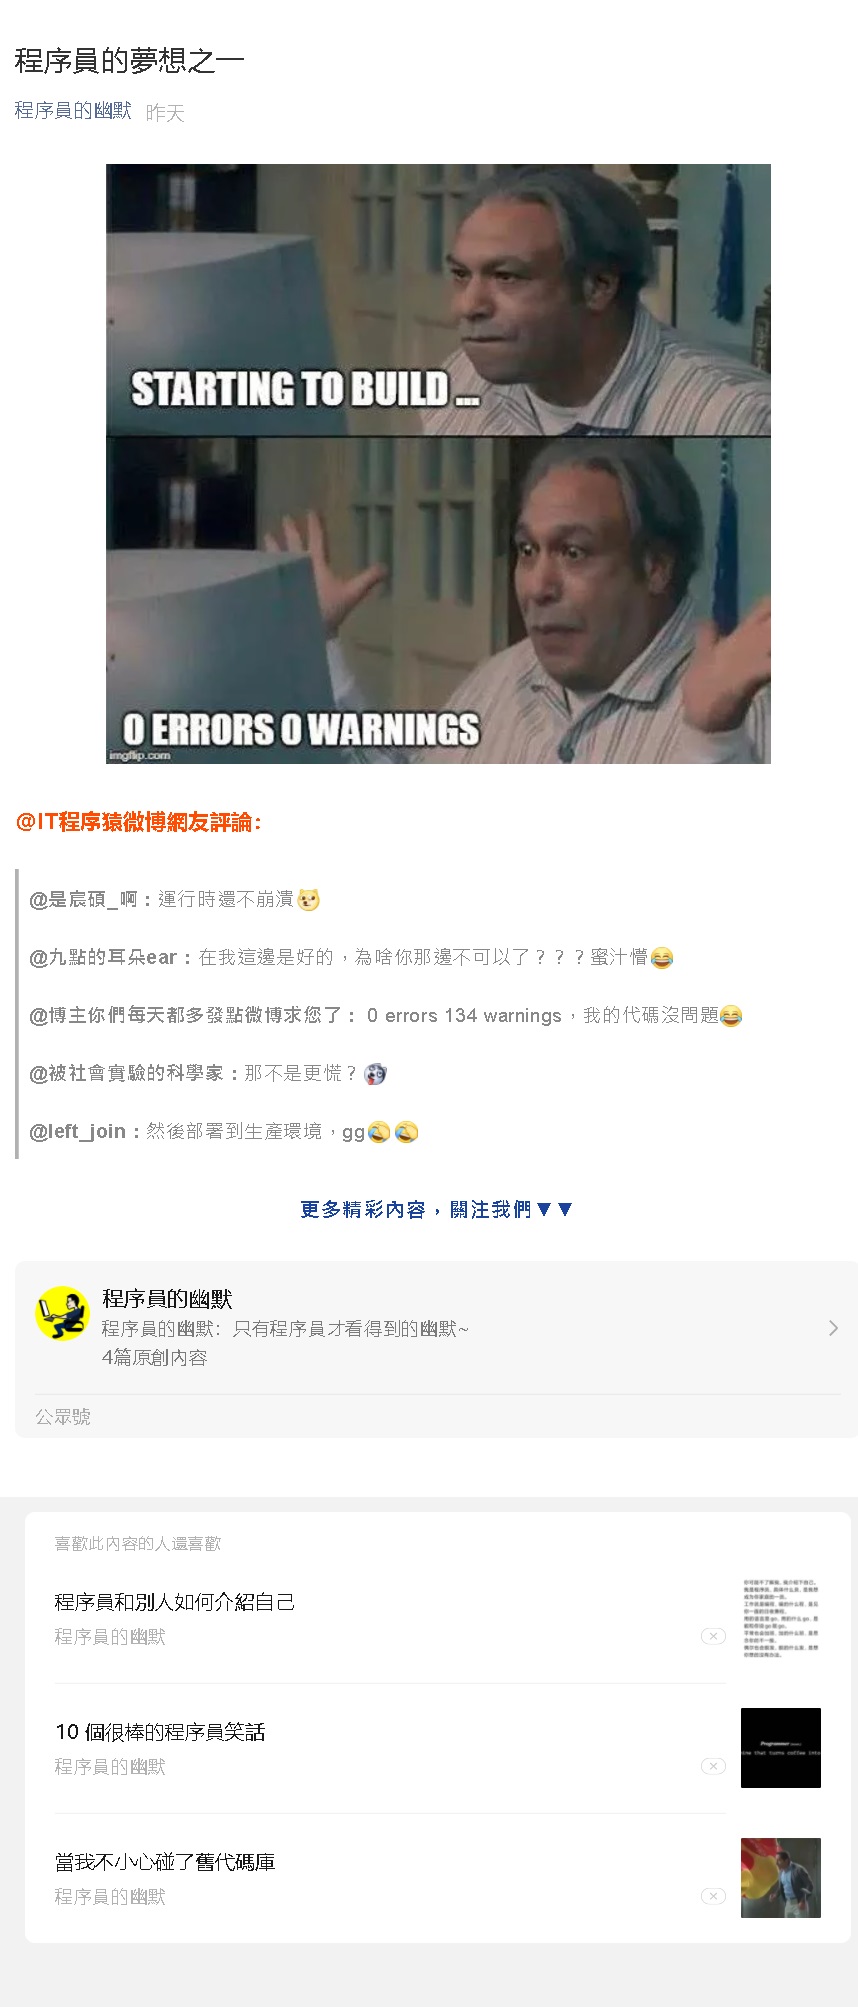 程序員的夢想之一
程序員的幽默 昨天
STARTING TO BUILD ...
0 ERRORS 0 WARNINGS
imgflip.com
@IT程序猿微博網友評論：
@是宸碩_啊：運行時還不崩潰
@九點的耳朵ear：在我這邊是好的，為啥你那邊不可以了？？？蜜汁懵😂
@博主你們每天都多發點微博求您了： 0 errors 134 warnings，我的代碼沒問題😂
@被社會實驗的科學家：那不是更慌？
@left_join：然後部署到生產環境，gg
更多精彩內容，關注我們▼▼
程序員的幽默
程序員的幽默：只有程序員才看得到的幽默~
4篇原創內容
公眾號
喜歡此內容的人還喜歡
程序員和別人如何介紹自己
程序員的幽默
10 個很棒的程序員笑話
程序員的幽默
Programmer
ine that turns coffee into
當我不小心碰了舊代碼庫
程序員的幽默